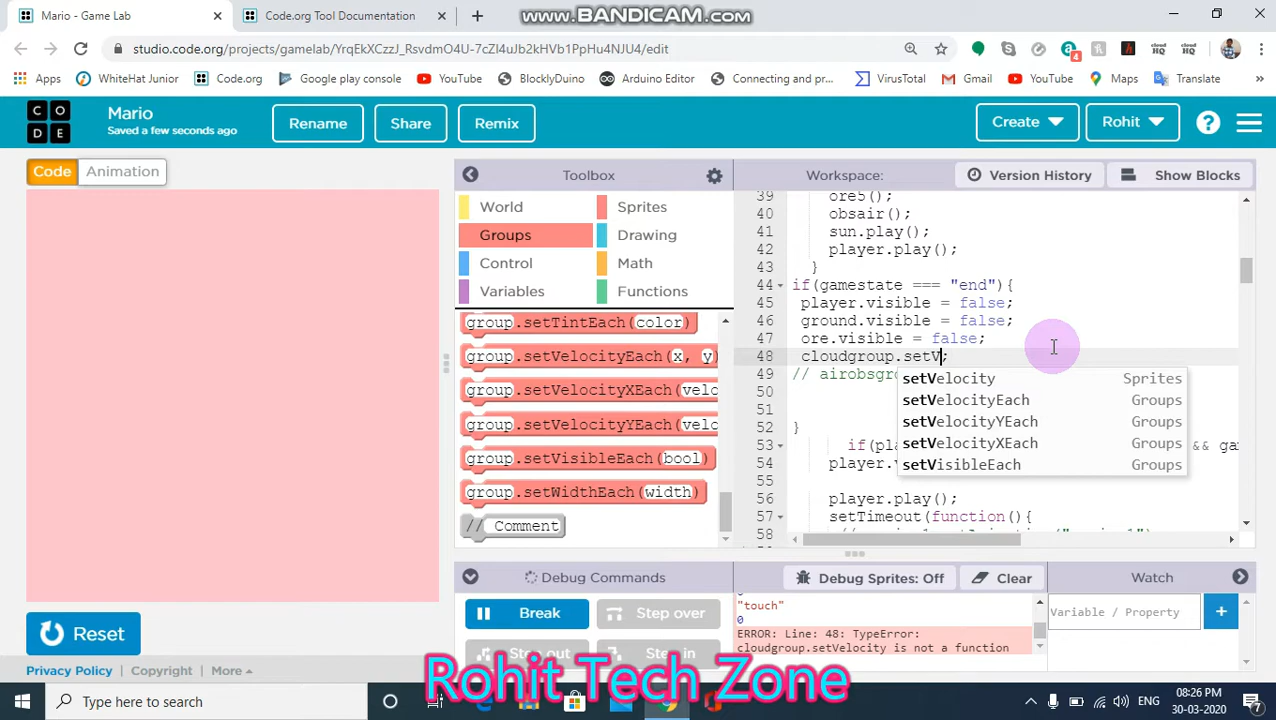 Mario - Game Lab
Code.org Tool Documentation
WWW.BANDICAM.COM
studio.code.org/projects/gamelab/YrqEkXCzzJ_RsvdmO4U-7cZl4uJb2kHVb1PpHu4NJU4/edit
Apps
WhiteHat Junior
Code.org
Google play console
YouTube
BlocklyDuino
Arduino Editor
Connecting and pr...
VirusTotal
Gmail
YouTube
Maps
Translate
CODE
Mario
Saved a few seconds ago
Rename
Share
Remix
Create
Rohit
Code
Animation
Toolbox
World
Sprites
Groups
Drawing
Control
Math
Variables
Functions
group.setTintEach(color)
group.setVelocityEach(x, y)
group.setVelocityXEach(velo
group.setVelocityYEach(velo
group.setVisibleEach(bool)
group.setWidthEach(width)
// Comment
Workspace:
Version History
Show Blocks
39 ore5();
40 obsair();
41 sun.play();
42 player.play();
43 }
44 if(gamestate === "end"){
45 player.visible = false;
46 ground.visible = false;
47 ore.visible = false;
48 cloudgroup.setV;
49 // airobsgr
50
51
52 }
53 if(pla && ga
54 player.
55
56 player.play();
57 setTimeout(function(){
58
setVelocity Sprites
setVelocityEach Groups
setVelocityYEach Groups
setVelocityXEach Groups
setVisibleEach Groups
Reset
Privacy Policy
Copyright
More
Debug Commands
Break
Step over
Step out
Step in
Debug Sprites: Off
Clear
Watch
"touch"
0
ERROR: Line: 48: TypeError:
cloudgroup.setVelocity is not a function
Variable / Property
Rohit Tech Zone
Type here to search
ENG
08:26 PM
30-03-2020